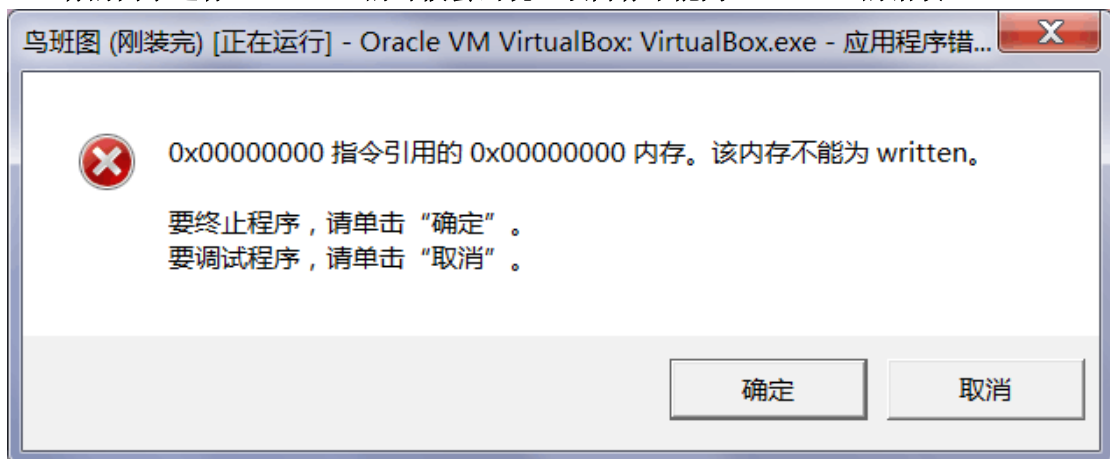 鸟班图 (刚装完) [正在运行] - Oracle VM VirtualBox: VirtualBox.exe - 应用程序错...
0x00000000 指令引用的 0x00000000 内存。该内存不能为 written。
要终止程序，请单击“确定”。
要调试程序，请单击“取消”。
确定
取消